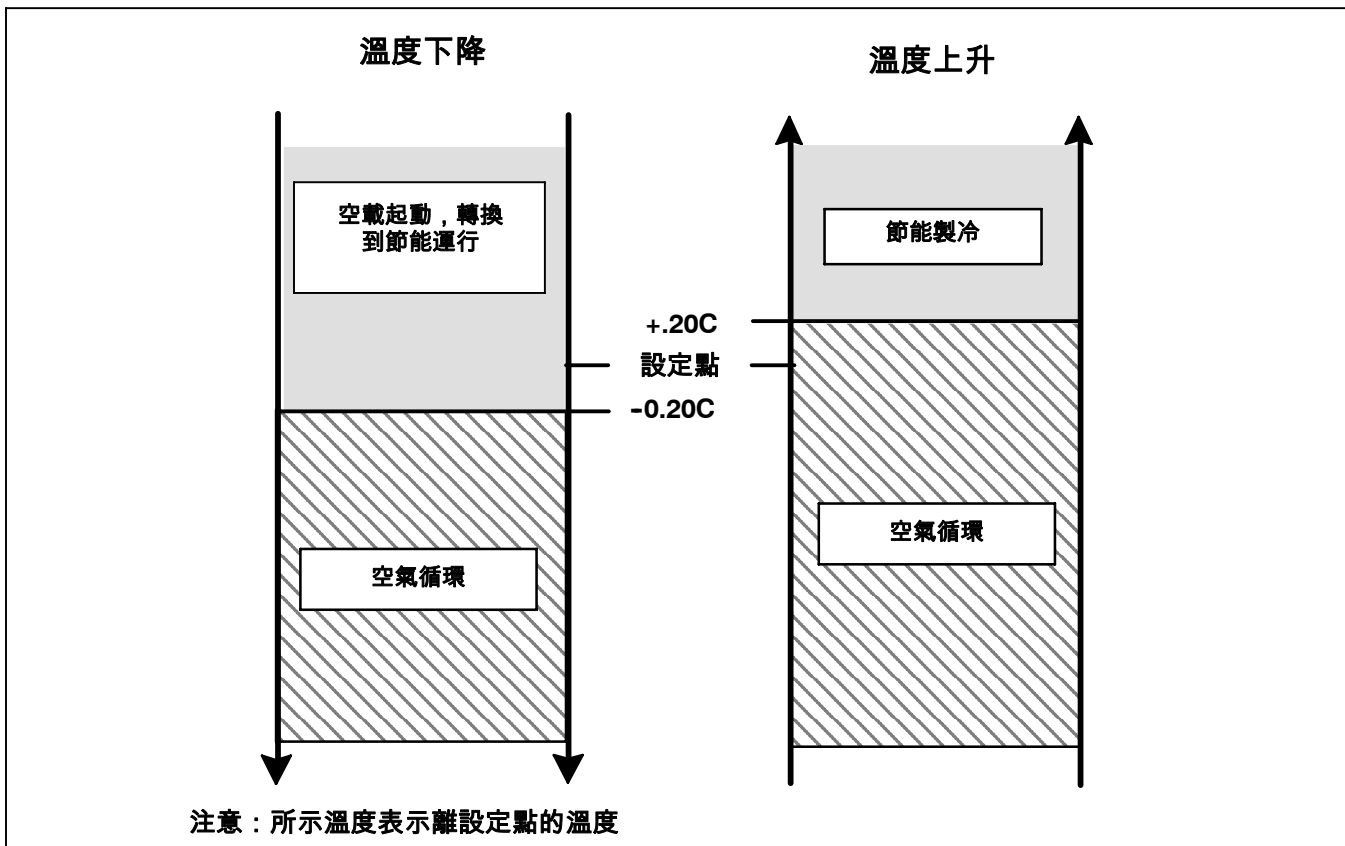 溫度下降
溫度上升
空載起動，轉換
到節能運行
節能製冷
+.20C
設定點
-0.20C
空氣循環
空氣循環
注意：所示溫度表示離設定點的溫度